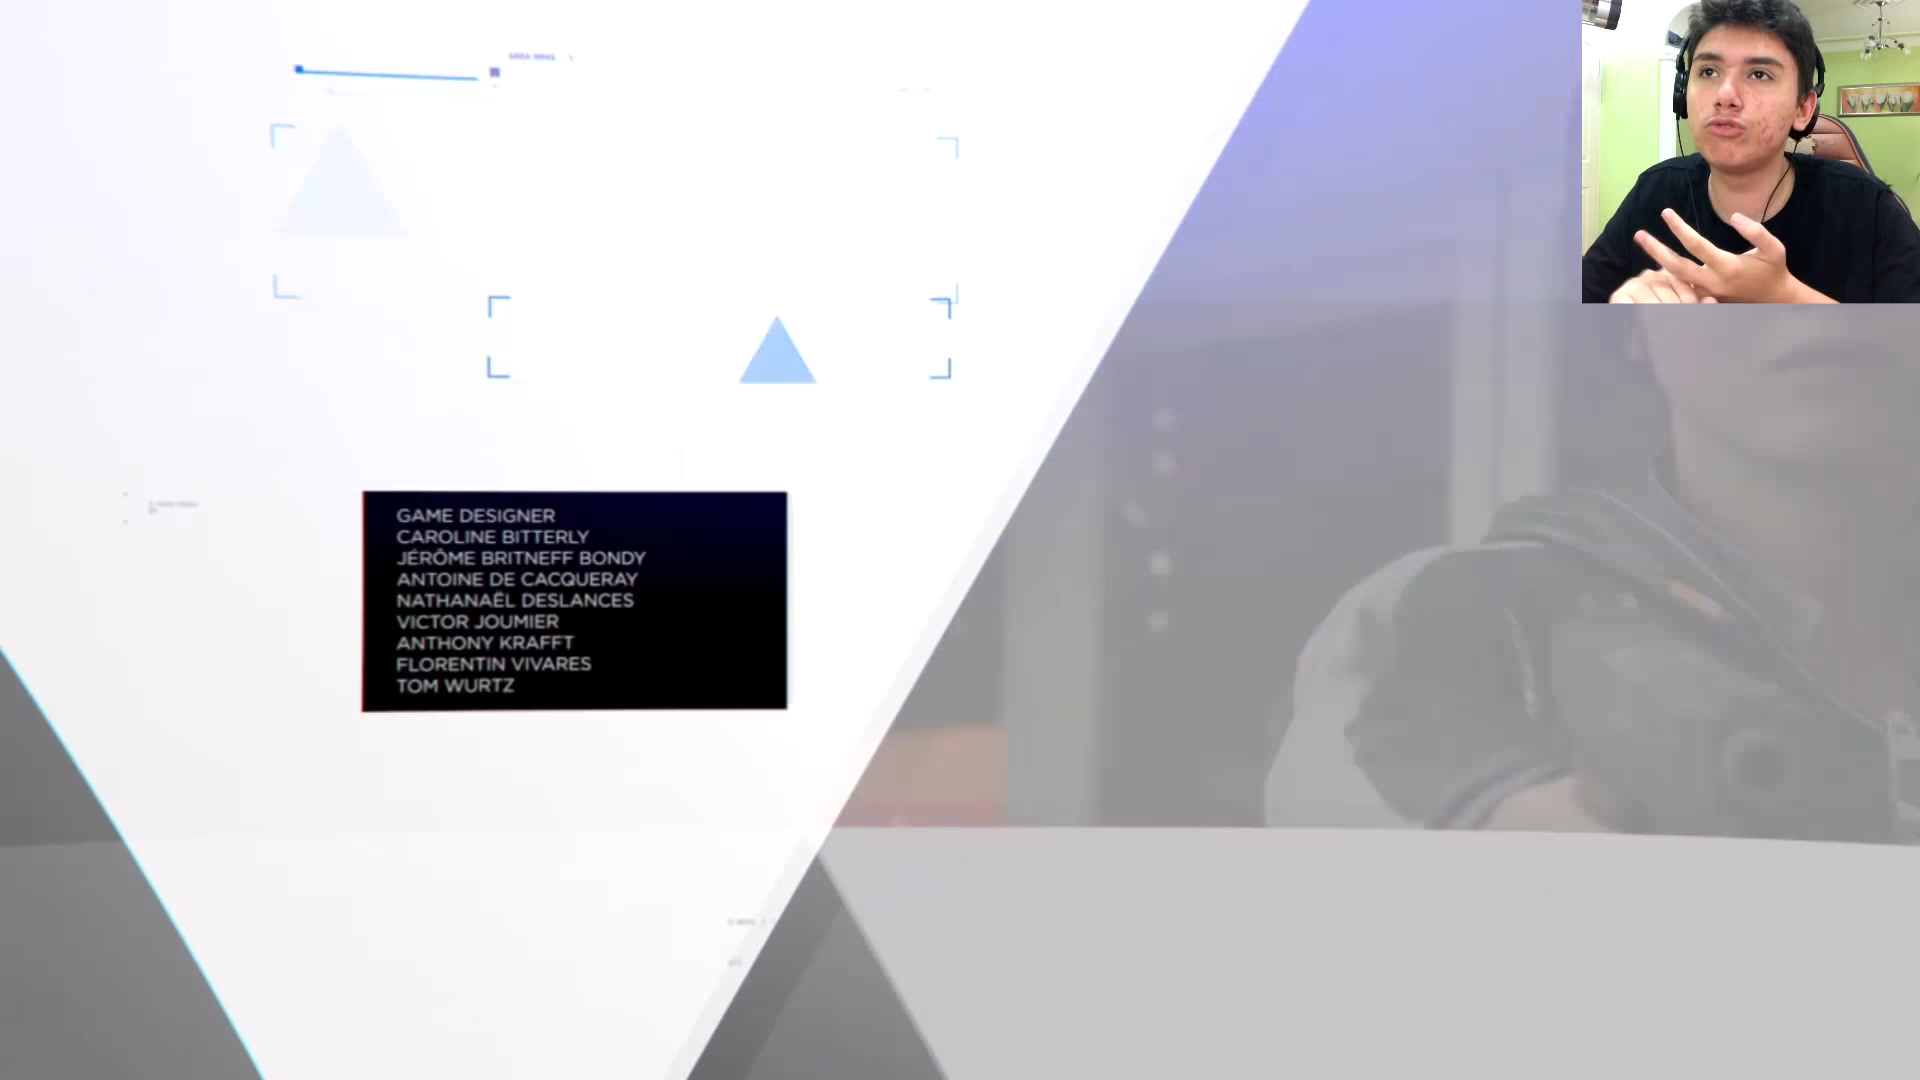 GAME DESIGNER
CAROLINE BITTERLY
JÉRÔME BRITNEFF BONDY
ANTOINE DE CACQUERAY
NATHANAËL DESLANCES
VICTOR JOUMIER
ANTHONY KRAFFT
FLORENTIN VIVARES
TOM WURTZ